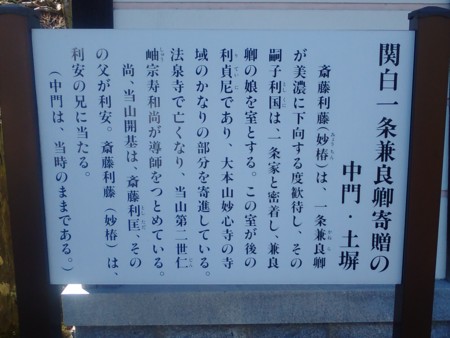 関白一条兼良卿寄贈の
中門・土塀
斎藤利藤(妙椿)は、一条兼良卿
が美濃に下向する度歓待し、その
嗣子利国は、一条家と密着し、兼良
卿の娘を室とする。この室が後の
利貞尼であり、大本山妙心寺の寺
域のかなりの部分を寄進している。
法泉寺で亡くなり、当山第二世仁
岫宗寿和尚が導師をつとめている。
尚、当山開基は、斎藤利匡、その
の父が利安。斎藤利藤(妙椿)は、
利安の兄に当たる。
(中門は、当時のままである。)